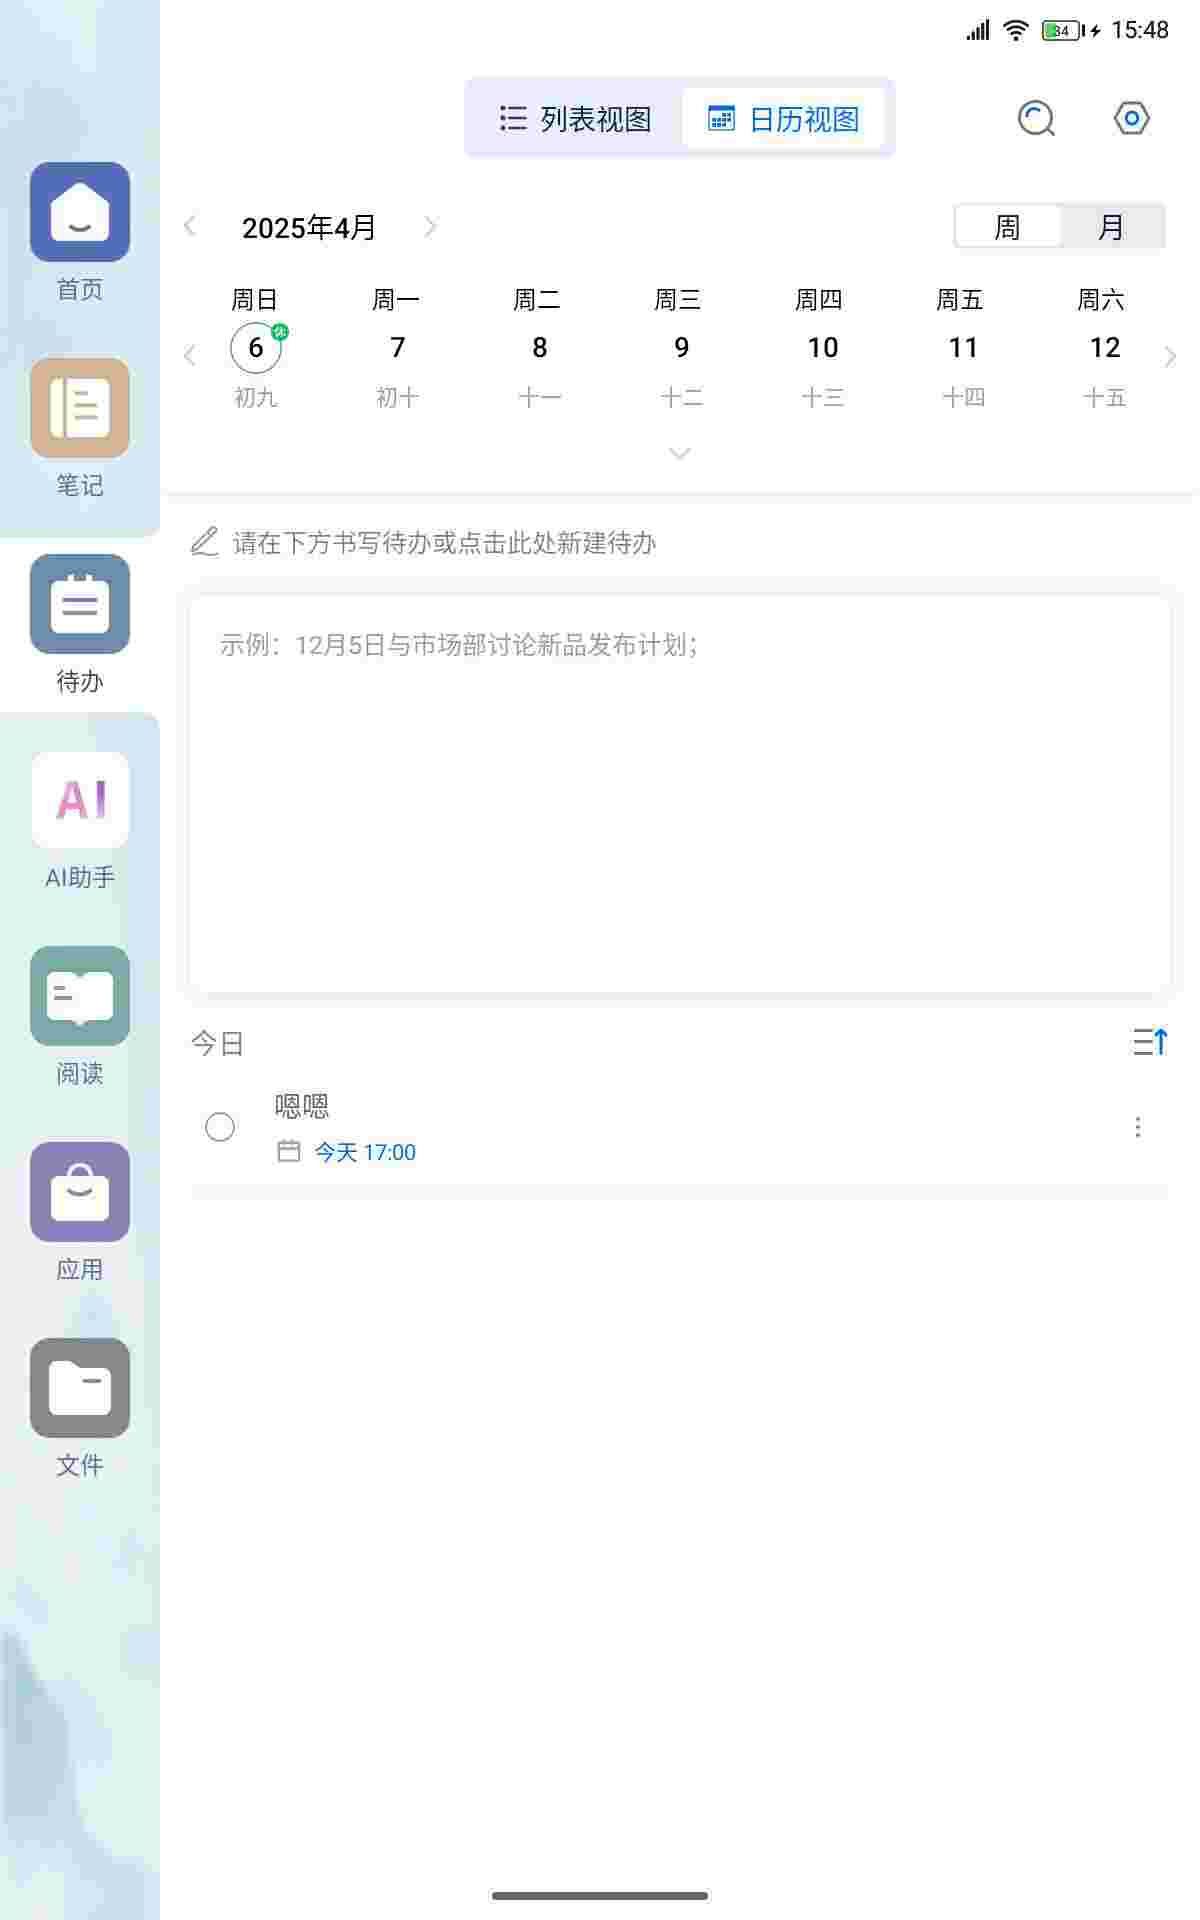 84 15:48
列表视图 日历视图
2025年4月 周 月
周日 周一 周二 周三 周四 周五 周六
6 休 7 8 9 10 11 12
初九 初十 十一 十二 十三 十四 十五
请在下方书写待办或点击此处新建待办
示例：12月5日与市场部讨论新品发布计划；
今日
嗯嗯
今天 17:00
首页
笔记
待办
AI
AI助手
阅读
应用
文件